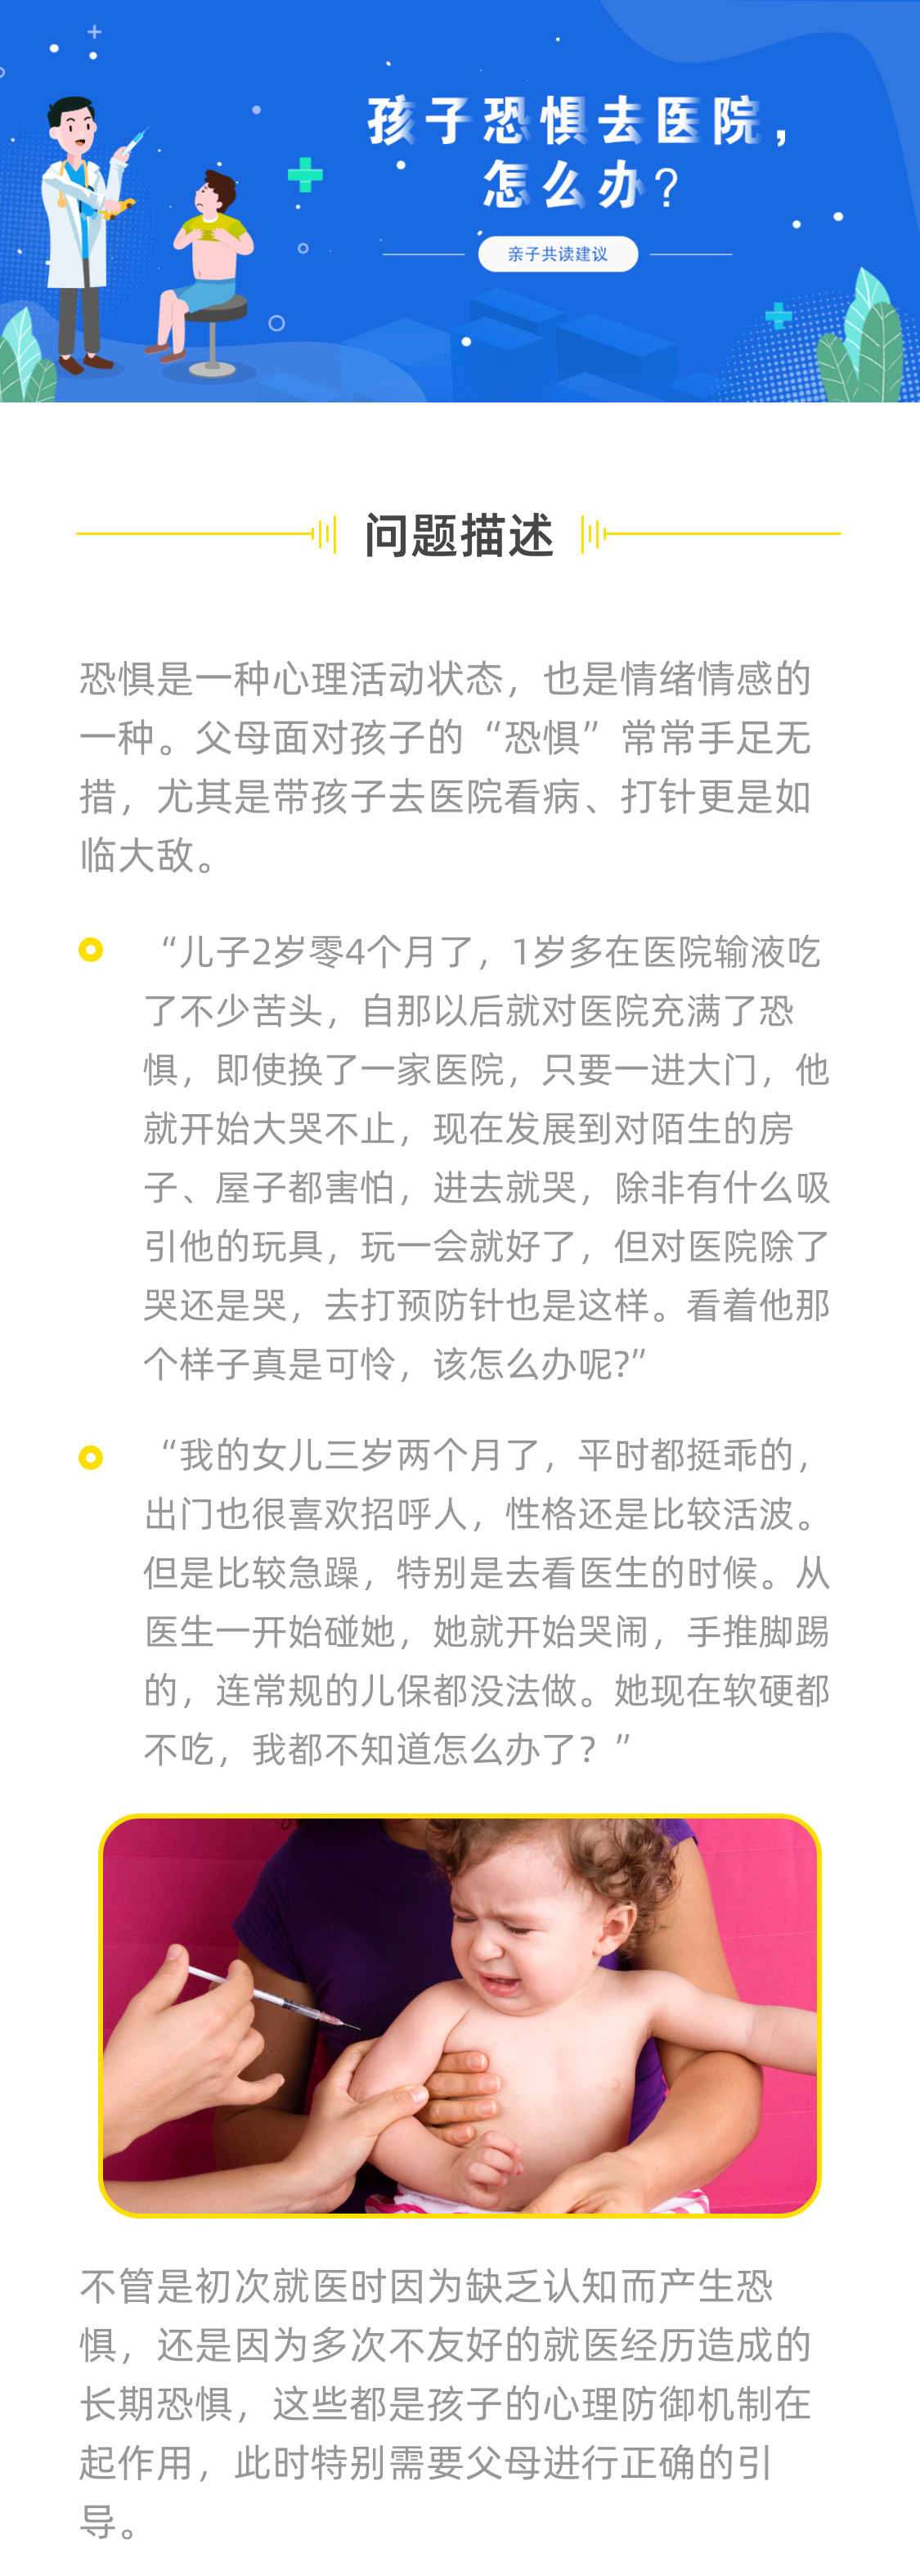 孩子恐惧去医院，
怎么办？
亲子共读建议
问题描述
恐惧是一种心理活动状态，也是情绪情感的
一种。父母面对孩子的“恐惧”常常手足无
措，尤其是带孩子去医院看病、打针更是如
临大敌。
“儿子2岁零4个月了，1岁多在医院输液吃
了不少苦头，自那以后就对医院充满了恐
惧，即使换了一家医院，只要一进大门，他
就开始大哭不止，现在发展到对陌生的房
子、屋子都害怕，进去就哭，除非有什么吸
引他的玩具，玩一会就好了，但对医院除了
哭还是哭，去打预防针也是这样。看着他那
个样子真是可怜，该怎么办呢?”
“我的女儿三岁两个月了，平时都挺乖的，
出门也很喜欢招呼人，性格还是比较活波。
但是比较急躁，特别是去看医生的时候。从
医生一开始碰她，她就开始哭闹，手推脚踢
的，连常规的儿保都没法做。她现在软硬都
不吃，我都不知道怎么办了？”
不管是初次就医时因为缺乏认知而产生恐
惧，还是因为多次不友好的就医经历造成的
长期恐惧，这些都是孩子的心理防御机制在
起作用，此时特别需要父母进行正确的引
导。